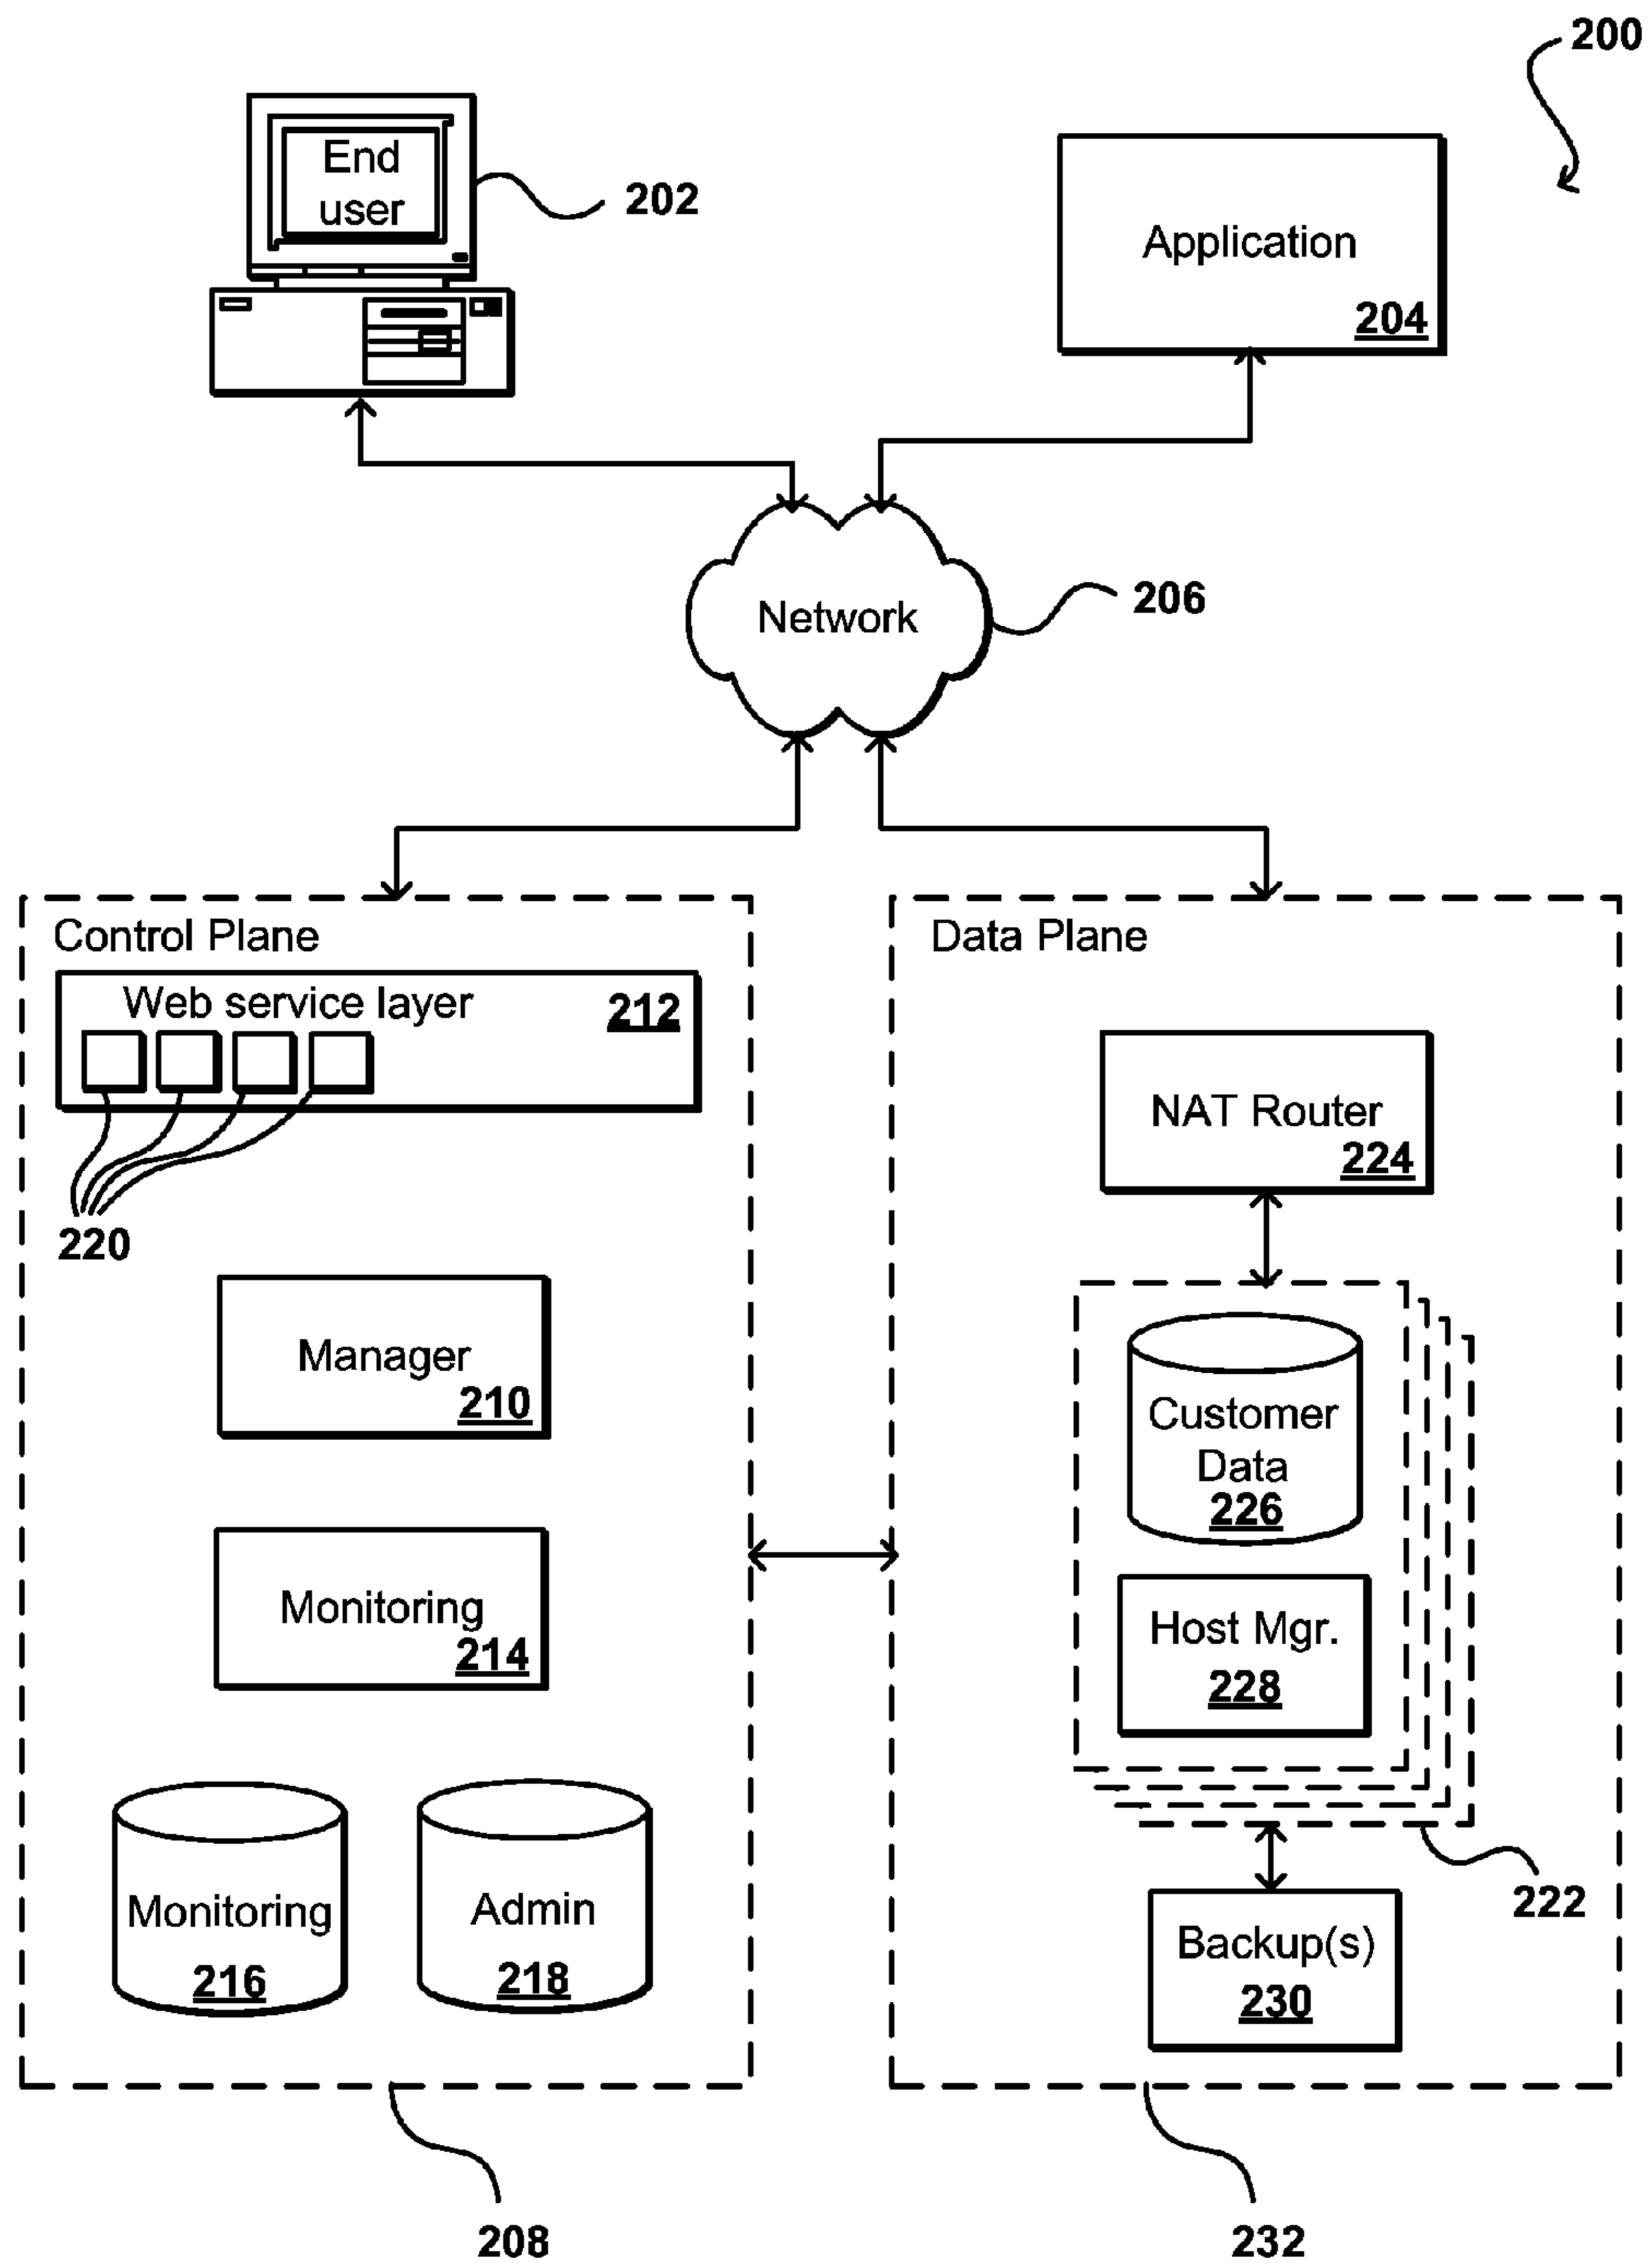 200
End
user
202
Application
204
Network
206
Control Plane
Web service layer
212
220
Manager
210
Monitoring
214
Monitoring
216
Admin
218
208
Data Plane
NAT Router
224
Customer
Data
226
Host Mgr.
228
222
Backup(s)
230
232